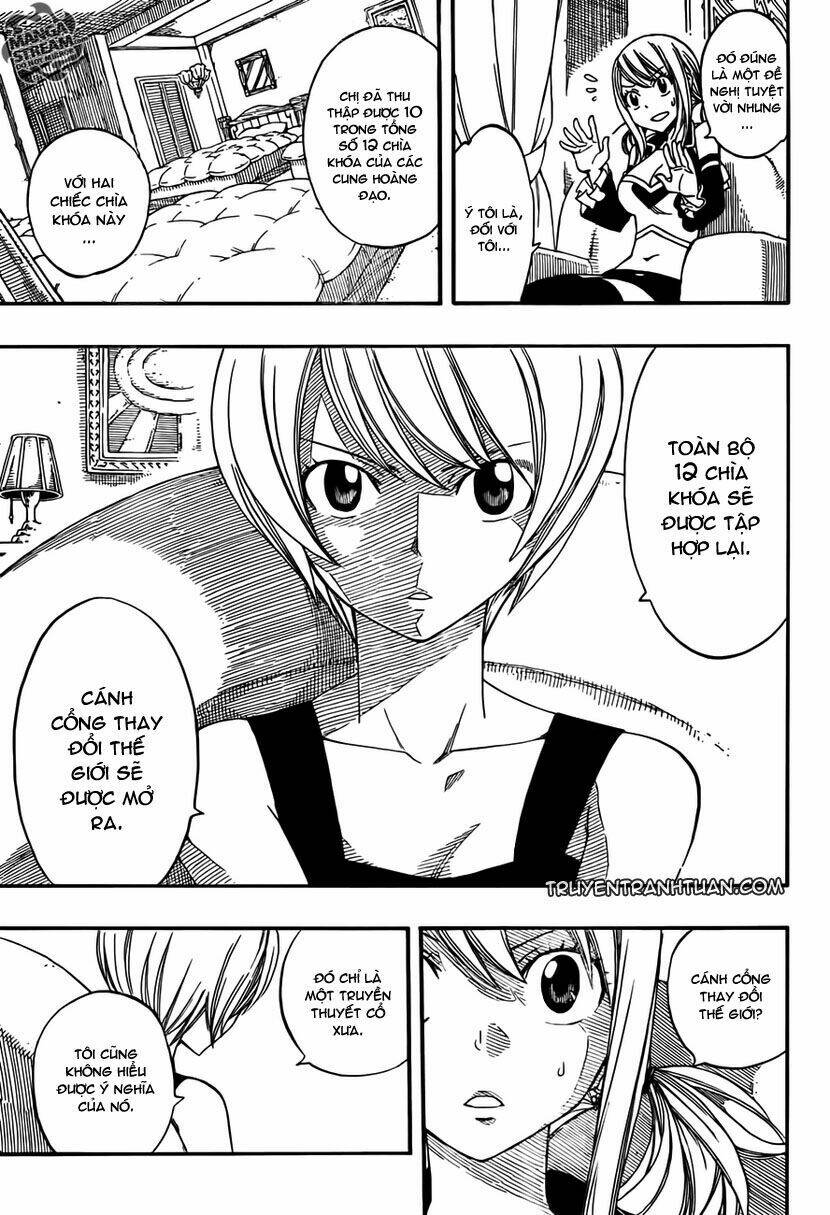 ĐÓ ĐÚNG
LÀ MỘT ĐỀ
NGHỊ TUYỆT
VỜI NHƯNG
...
Ý TÔI LÀ,
ĐỐI VỚI
TÔI...
CHỊ ĐÃ THU
THẬP ĐƯỢC 10
TRONG TỔNG
SỐ 12 CHÌA
KHÓA CỦA CÁC
CUNG HOÀNG
ĐẠO.
VỚI HAI
CHIẾC CHÌA
KHÓA NÀY
...
MANGA
STREAM
TOÀN BỘ
12 CHÌA
KHÓA SẼ
ĐƯỢC TẬP
HỢP LẠI.
CÁNH
CỔNG THAY
ĐỔI THẾ
GIỚI SẼ
ĐƯỢC MỞ
RA.
TRUYENTRANHTUAN.COM
CÁNH CỔNG
THAY ĐỔI
THẾ GIỚI?
ĐÓ CHỈ LÀ
MỘT TRUYỀN
THUYẾT CỔ
XƯA.
TÔI CŨNG
KHÔNG HIỂU
ĐƯỢC Ý NGHĨA
CỦA NÓ.